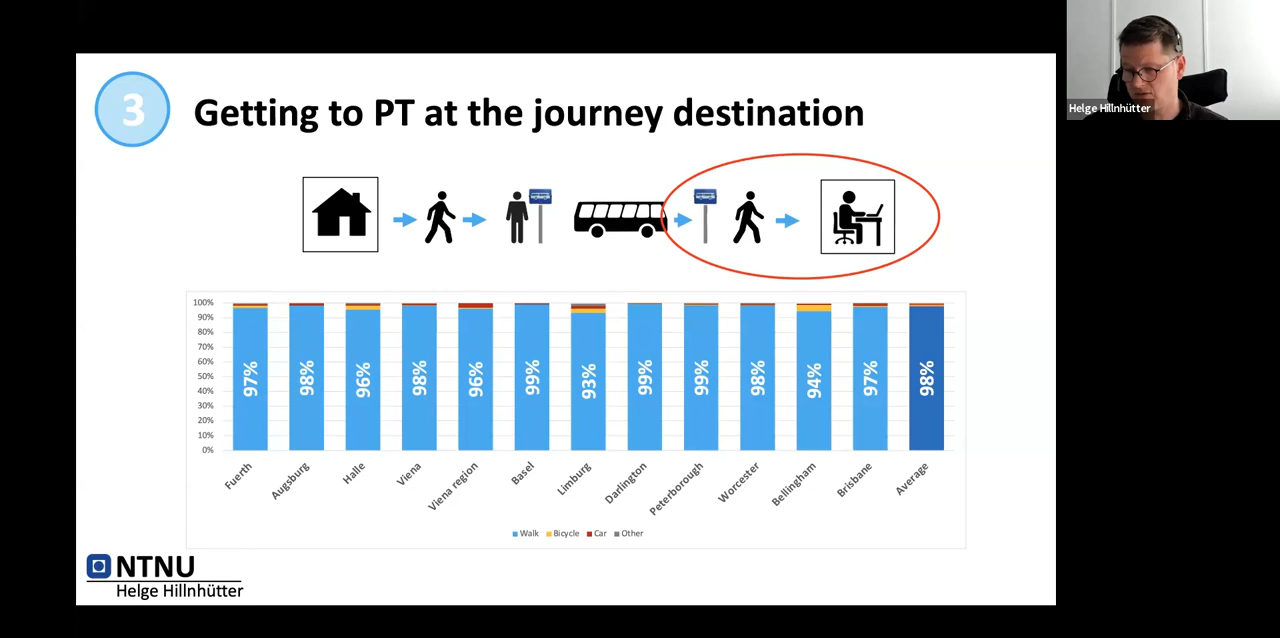 Helge Hillnhütter
3
Getting to PT at the journey destination
100%
90%
80%
70%
60%
50%
40%
30%
20%
10%
0%
97%
98%
96%
98%
96%
99%
93%
99%
99%
98%
94%
97%
98%
Fuerth
Augsburg
Halle
Viena
Viena region
Basel
Limburg
Darlington
Peterborough
Worcester
Bellingham
Brisbane
Average
Walk Bicycle Car Other
NTNU
Helge Hillnhütter